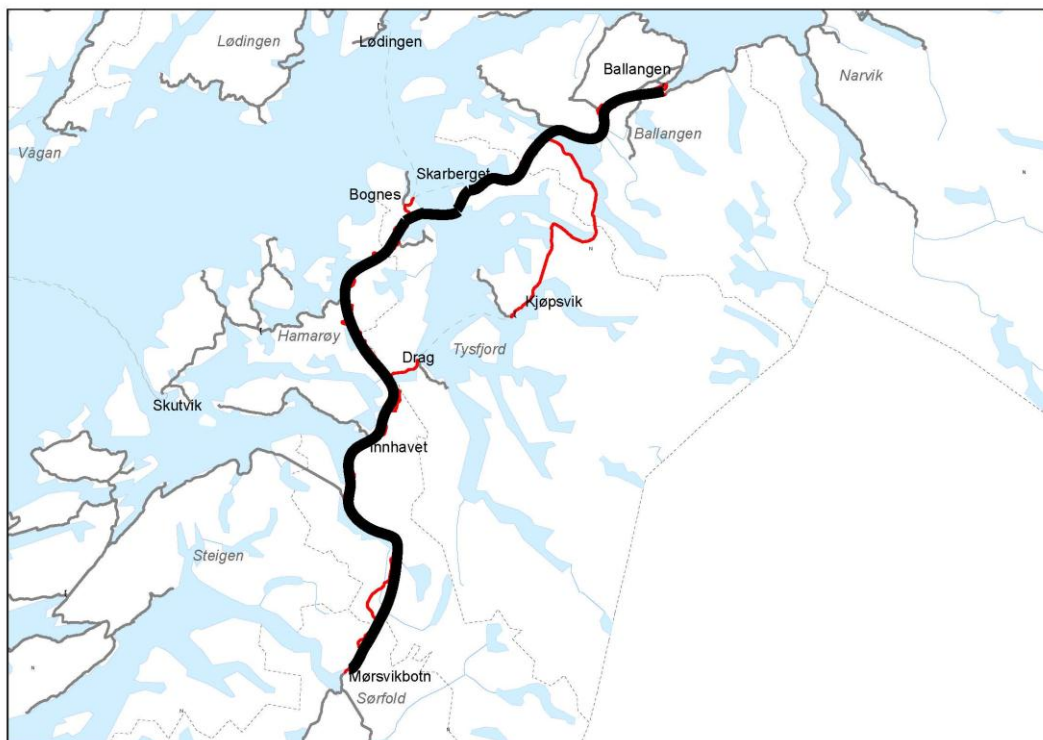 Lødingen
Lødingen
Ballangen
Narvik
Ballangen
Vågan
Skarberget
Bognes
Kjøpsvik
Hamarøy
Tysfjord
Drag
Skutvik
Innhavet
Steigen
Mørsvikbotn
Sørfold